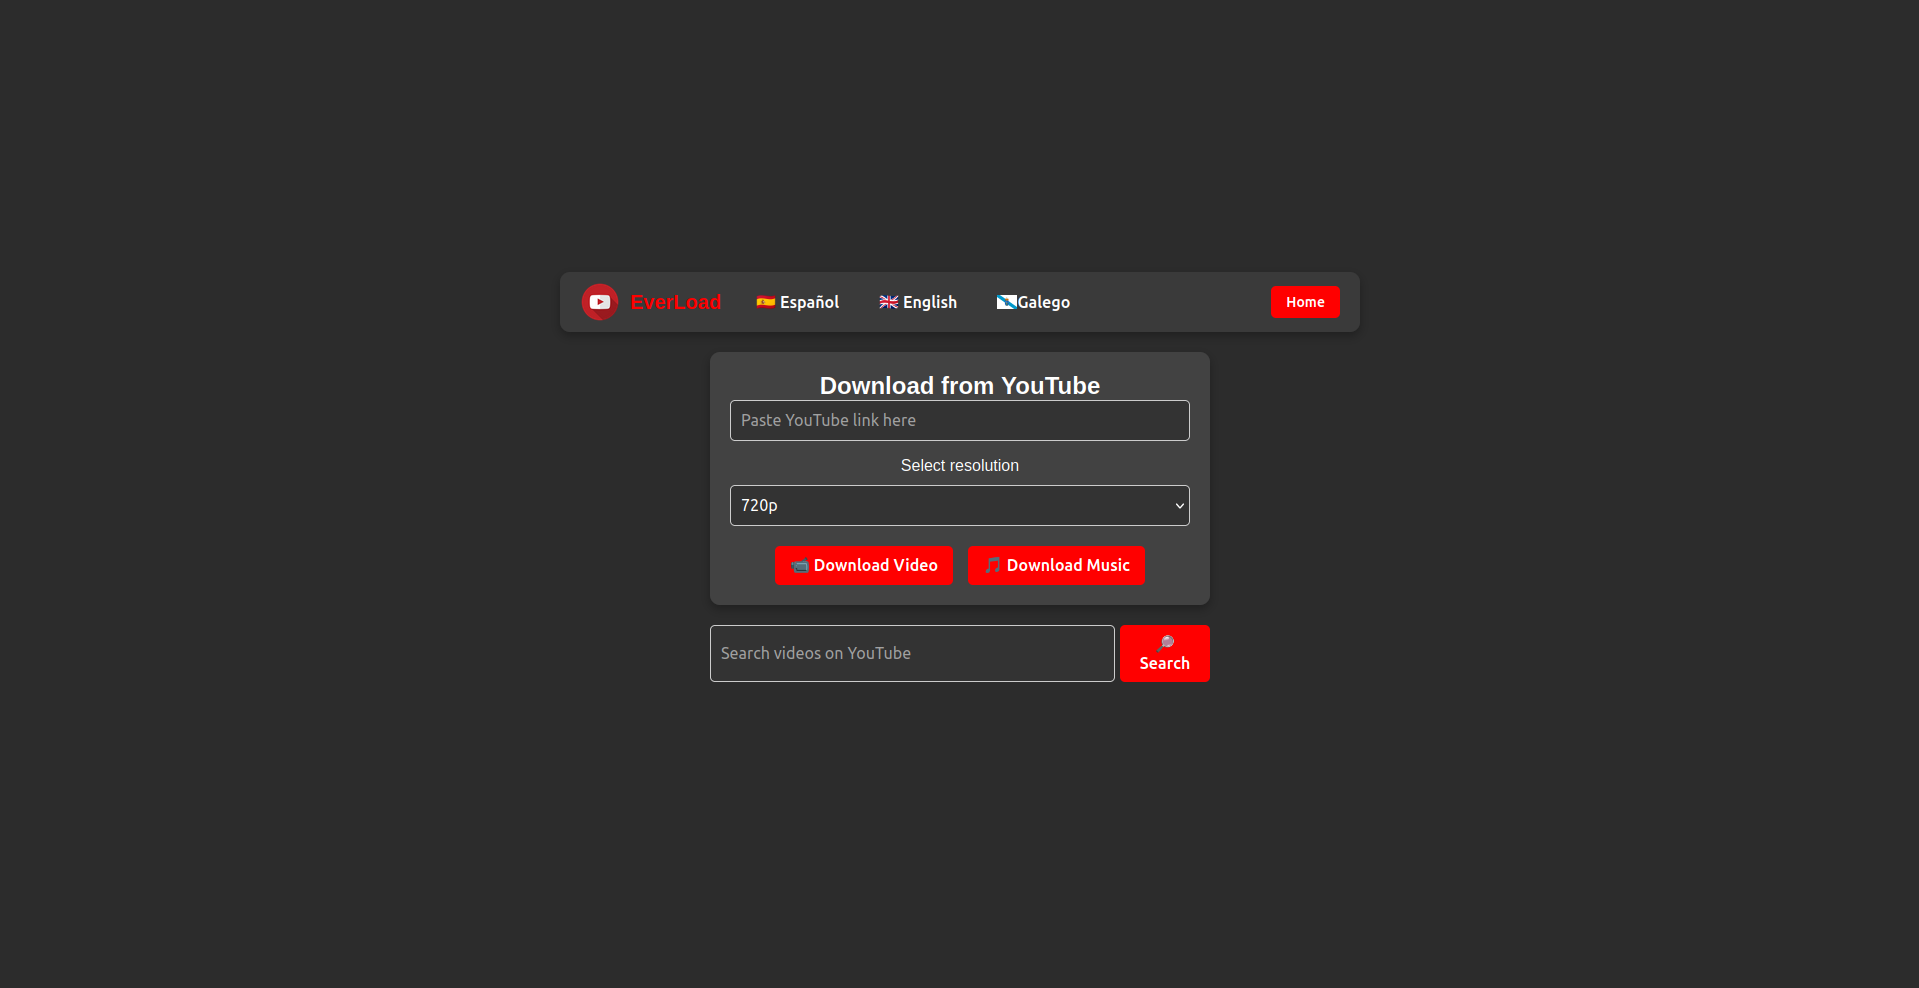 EverLoad
Español
English
Galego
Home
Download from YouTube
Paste YouTube link here
Select resolution
720p
Download Video
Download Music
Search videos on YouTube
Search